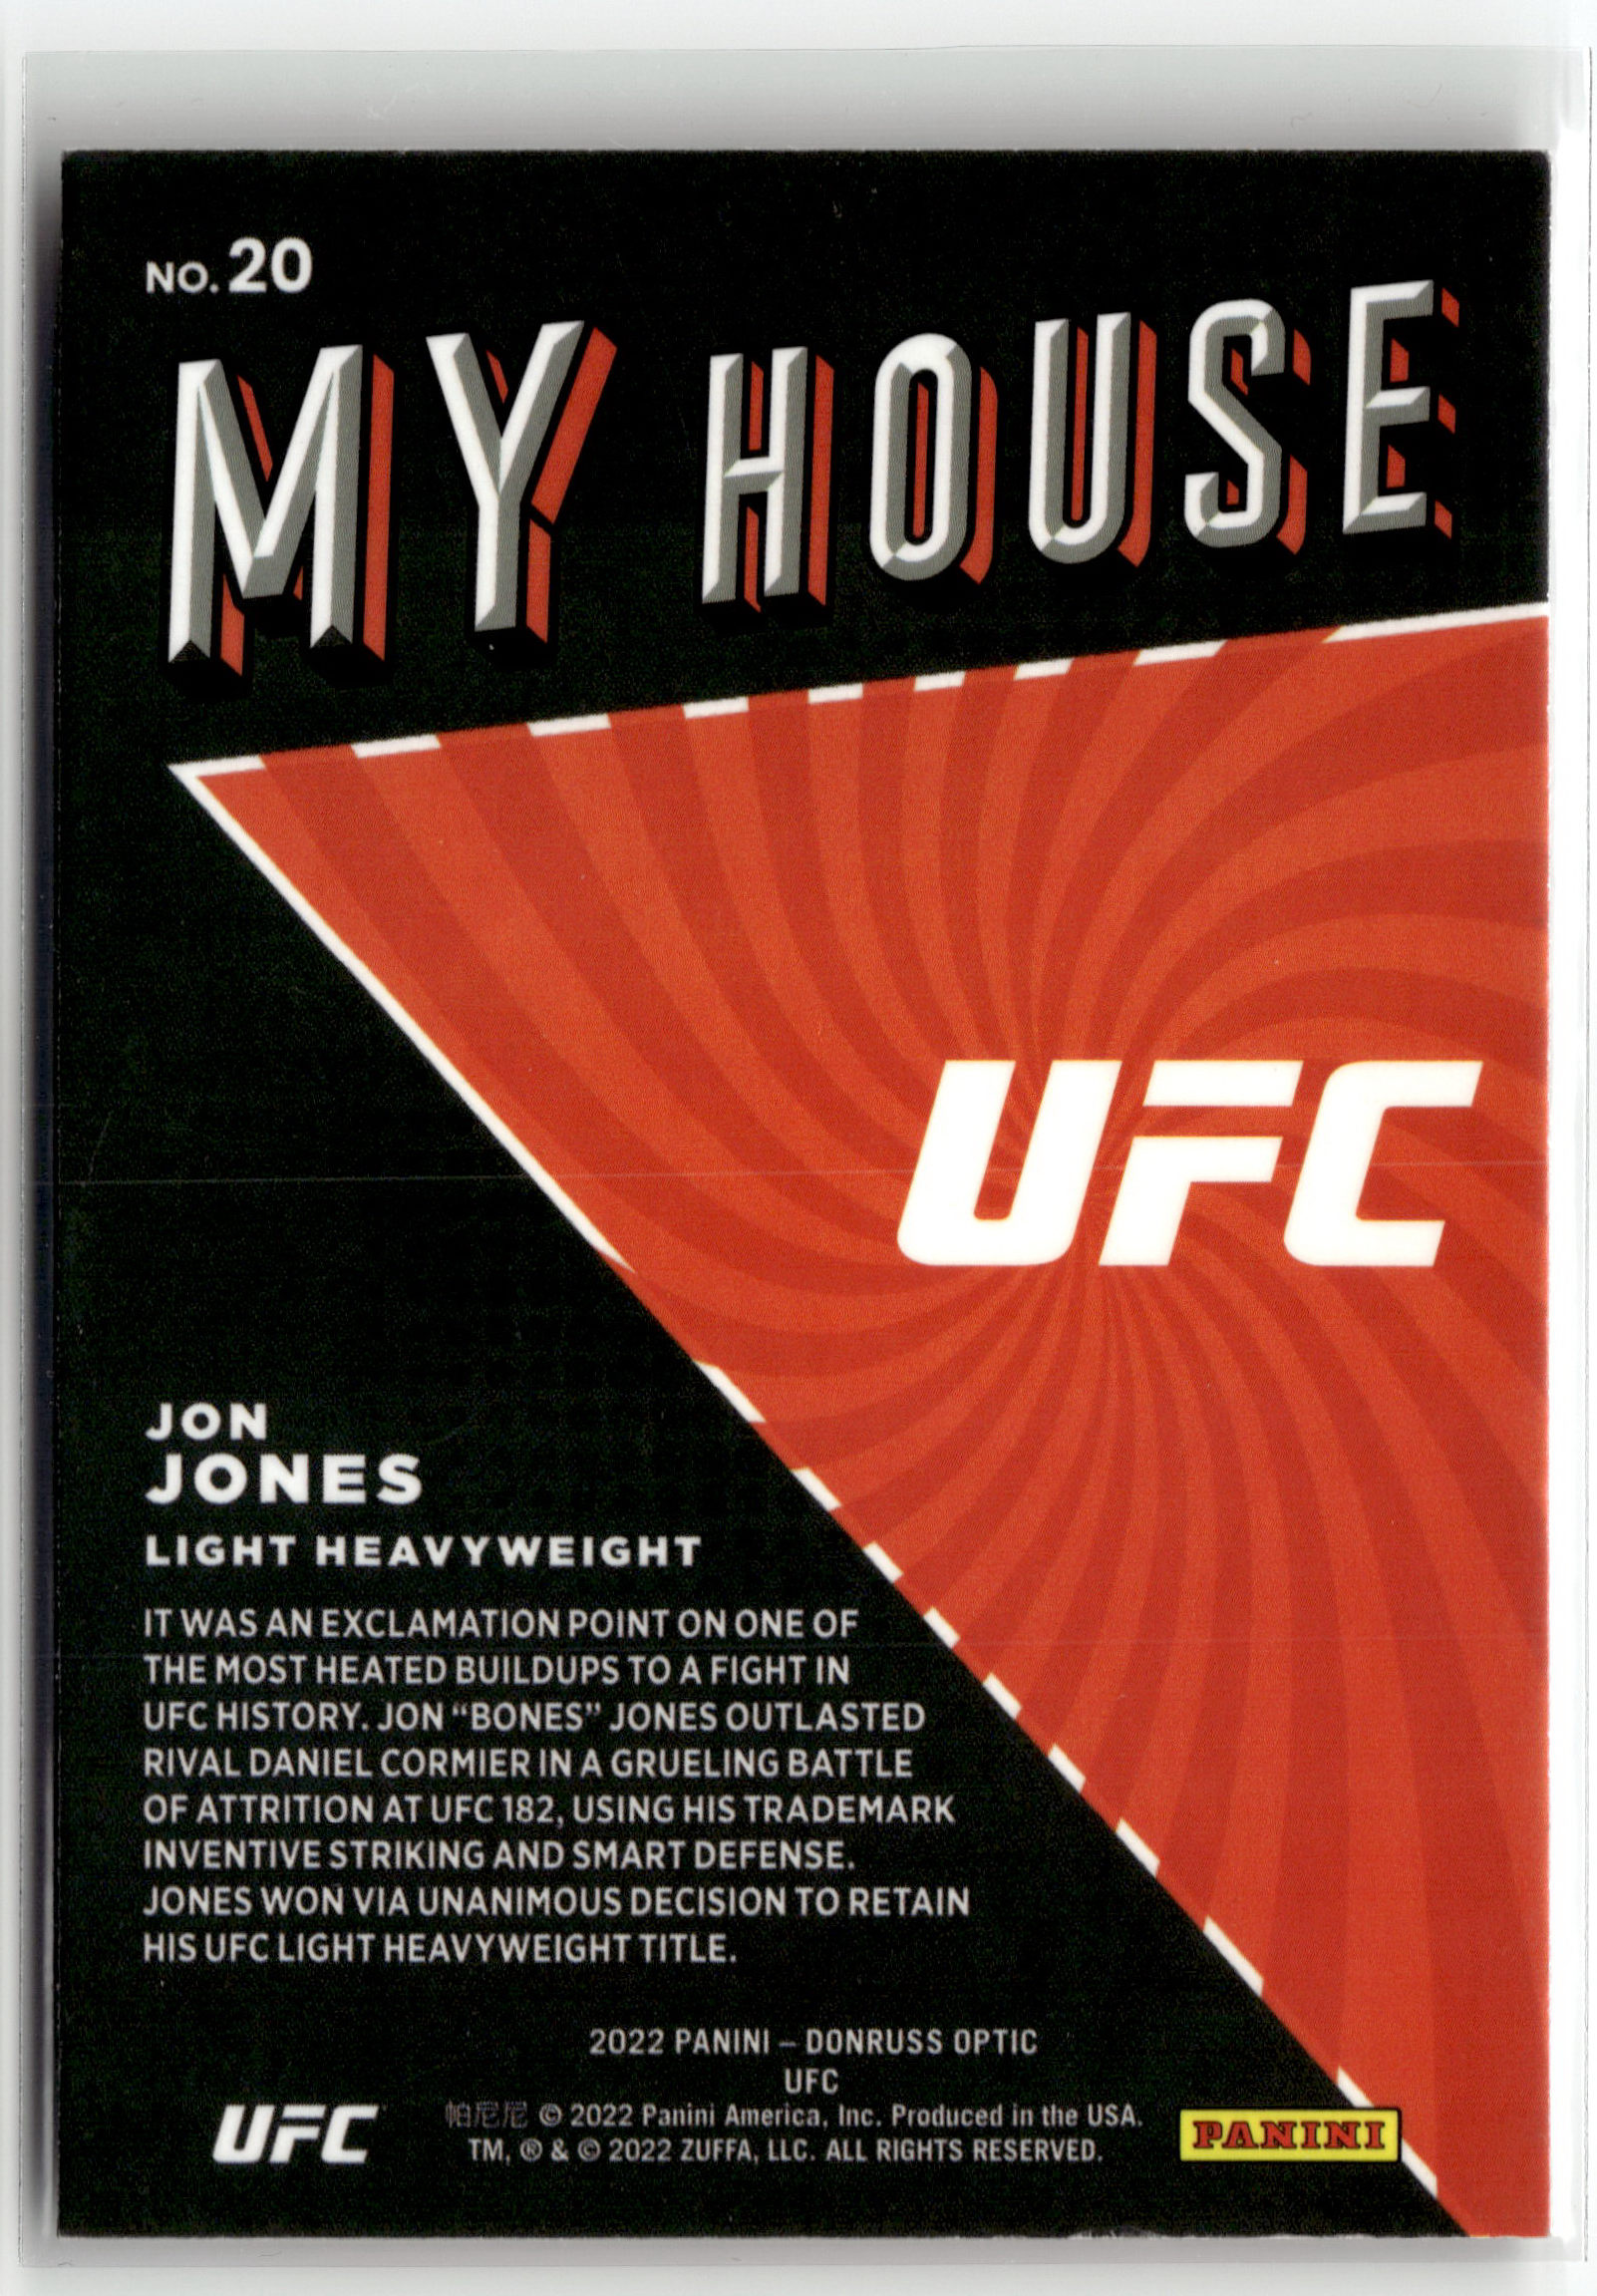 NO. 20
MY HOUSE
UFC
JON
JONES
LIGHT HEAVYWEIGHT
IT WAS AN EXCLAMATION POINT ON ONE OF
THE MOST HEATED BUILDUPS TO A FIGHT IN
UFC HISTORY. JON “BONES” JONES OUTLASTED
RIVAL DANIEL CORMIER IN A GRUELING BATTLE
OF ATTRITION AT UFC 182, USING HIS TRADEMARK
INVENTIVE STRIKING AND SMART DEFENSE.
JONES WON VIA UNANIMOUS DECISION TO RETAIN
HIS UFC LIGHT HEAVYWEIGHT TITLE.
2022 PANINI – DONRUSS OPTIC
UFC
帕尼尼 © 2022 Panini America, Inc. Produced in the USA.
TM, ® & © 2022 ZUFFA, LLC. ALL RIGHTS RESERVED.
UFC
PANINI